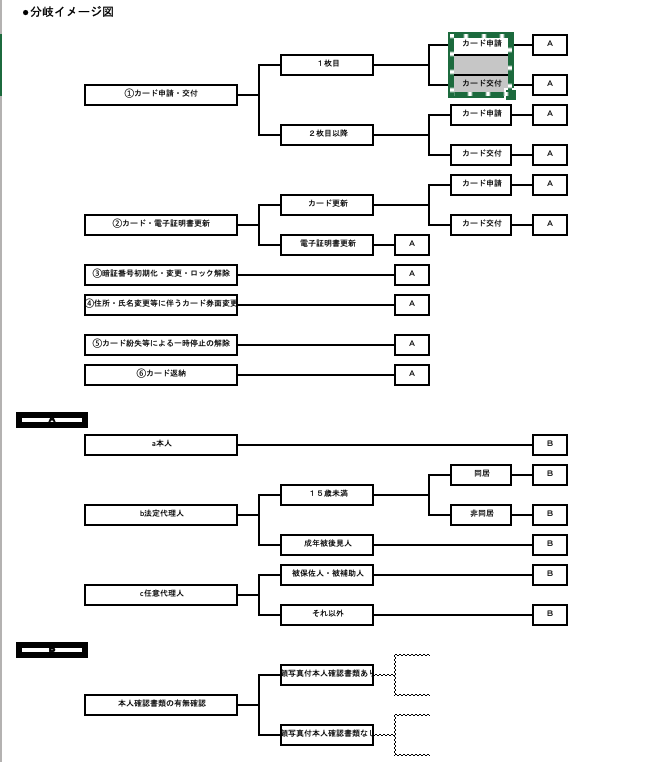 ●分岐イメージ図
カード申請
A
1枚目
カード交付
A
①カード申請・交付
カード申請
A
2枚目以降
カード交付
A
カード申請
A
カード更新
②カード・電子証明書更新
カード交付
A
電子証明書更新
A
③暗証番号初期化・変更・ロック解除
A
④住所・氏名変更等に伴うカード券面変更
A
⑤カード紛失等による一時停止の解除
A
⑥カード返納
A
a本人
B
同居
B
15歳未満
b法定代理人
非同居
B
成年被後見人
B
被保佐人・被補助人
B
c任意代理人
それ以外
B
顔写真付本人確認書類あり
本人確認書類の有無確認
顔写真付本人確認書類なし